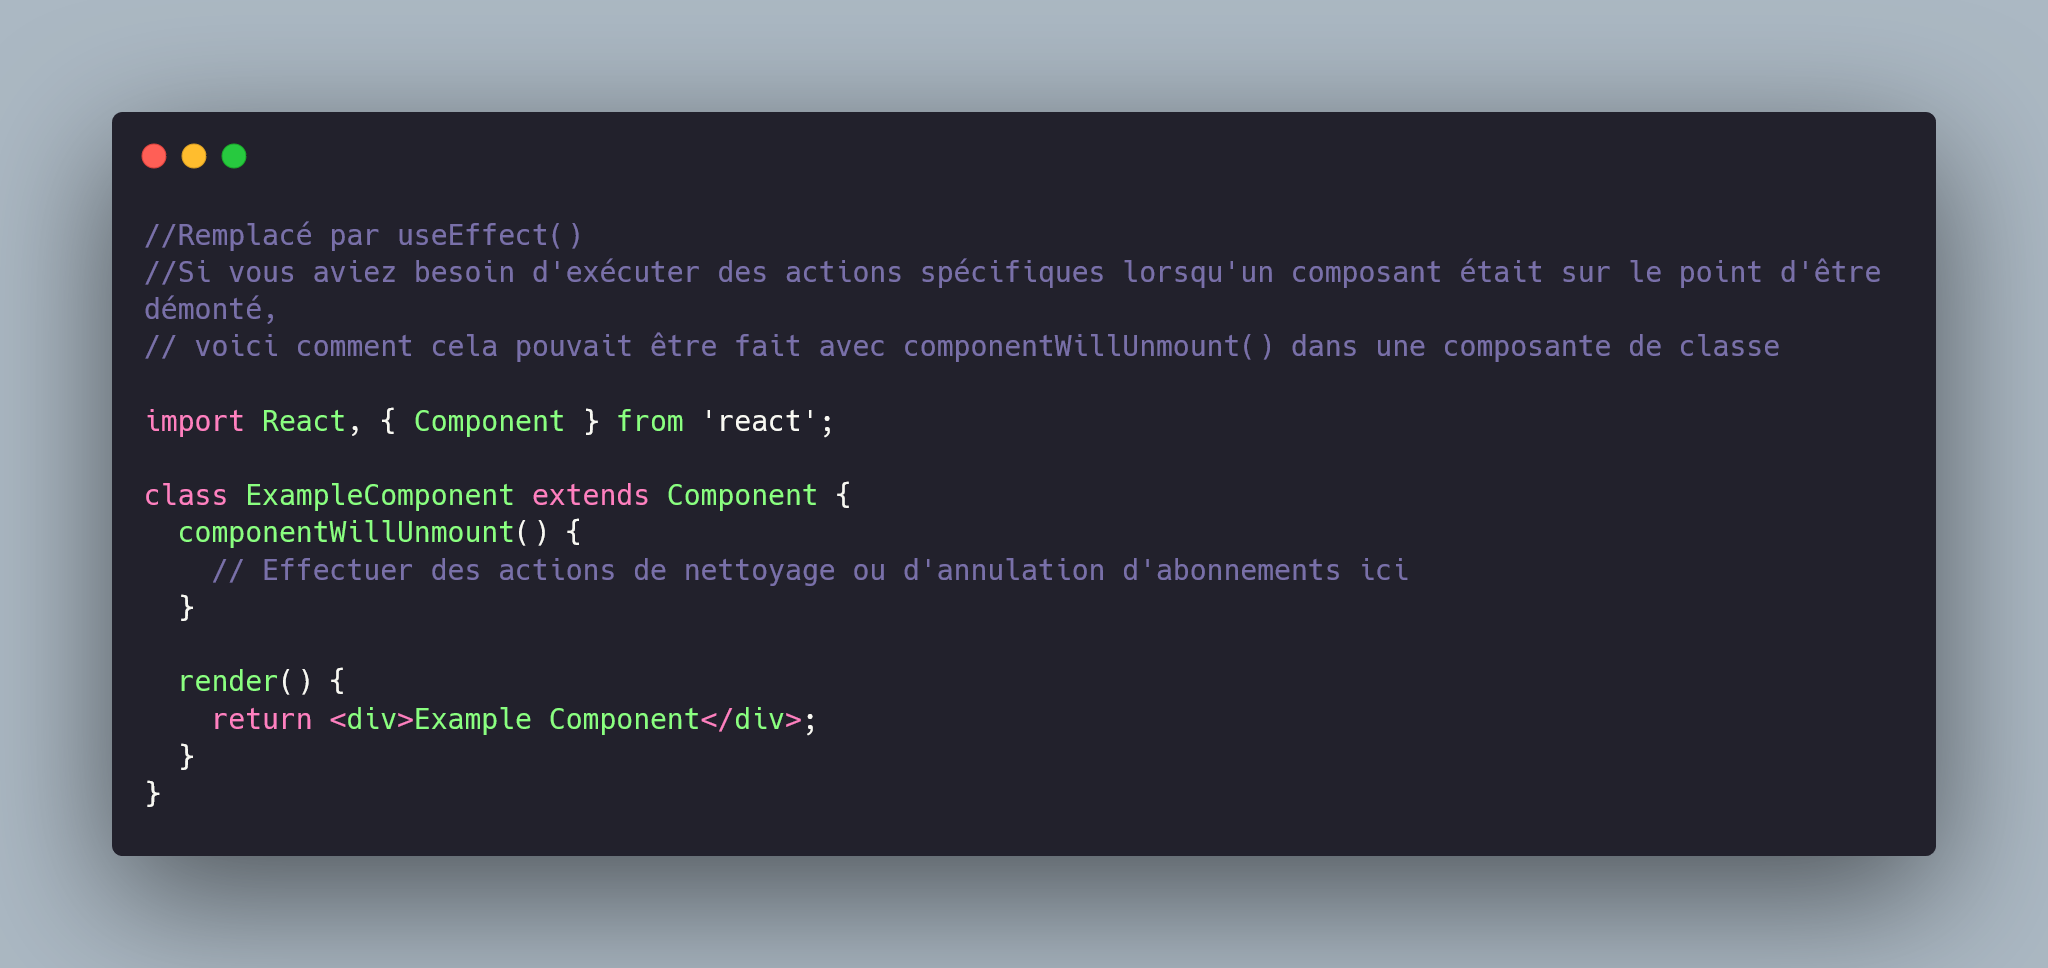 //Remplacé par useEffect()
//Si vous aviez besoin d'exécuter des actions spécifiques lorsqu'un composant était sur le point d'être
démonté,
// voici comment cela pouvait être fait avec componentWillUnmount() dans une composante de classe

import React, { Component } from 'react';

class ExampleComponent extends Component {
  componentWillUnmount() {
    // Effectuer des actions de nettoyage ou d'annulation d'abonnements ici
  }

  render() {
    return <div>Example Component</div>;
  }
}